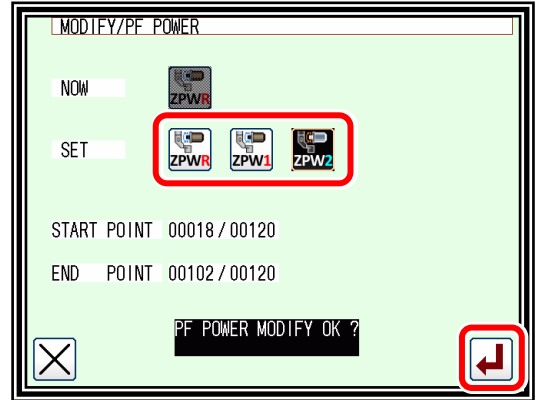 MODIFY/PF POWER
NOW ZPWR
SET ZPWR ZPW1 ZPW2
START POINT 00018/00120
END POINT 00102/00120
PF POWER MODIFY OK ?